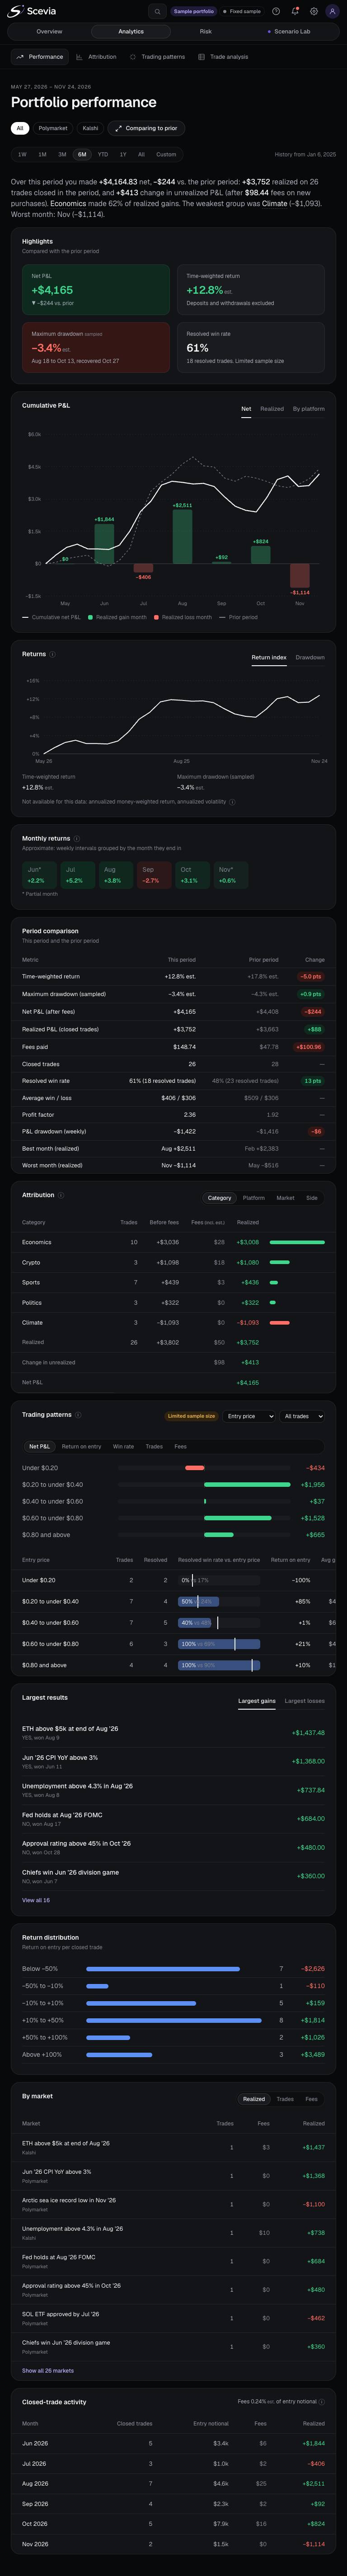 Scevia
Sample portfolio
Fixed sample
Overview
Analytics
Risk
Scenario Lab
Performance
Attribution
Trading patterns
Trade analysis
MAY 27, 2026 – NOV 24, 2026
Portfolio performance
All
Polymarket
Kalshi
Comparing to prior
1W 1M 3M 6M YTD 1Y All Custom
History from Jan 6, 2025
Over this period you made +$4,164.83 net, −$244 vs. the prior period: +$3,752 realized on 26
trades closed in the period, and +$413 change in unrealized P&L (after $98.44 fees on new
purchases). Economics made 62% of realized gains. The weakest group was Climate (−$1,093).
Worst month: Nov (−$1,114).
Highlights
Compared with the prior period
Net P&L
+$4,165
▼ −$244 vs. prior
Time-weighted return
+12.8% est.
Deposits and withdrawals excluded
Maximum drawdown sampled
−3.4% est.
Aug 18 to Oct 13, recovered Oct 27
Resolved win rate
61%
18 resolved trades. Limited sample size
Cumulative P&L
Net Realized By platform
$6.0k
$4.5k
$3.0k
$1.5k
$0
−$1.5k
$0
+$1,844
−$406
+$2,511
+$92
+$824
−$1,114
May Jun Jul Aug Sep Oct Nov
Cumulative net P&L Realized gain month Realized loss month Prior period
Returns
Return index Drawdown
+16%
+12%
+8%
+4%
0%
May 26 Aug 25 Nov 24
Time-weighted return
+12.8% est.
Maximum drawdown (sampled)
−3.4% est.
Not available for this data: annualized money-weighted return, annualized volatility
Monthly returns
Approximate: weekly intervals grouped by the month they end in
Jun* +2.2%
Jul +5.2%
Aug +3.8%
Sep −2.7%
Oct +3.1%
Nov* +0.6%
* Partial month
Period comparison
This period and the prior period
Metric This period Prior period Change
Time-weighted return +12.8% est. +17.8% est. −5.0 pts
Maximum drawdown (sampled) −3.4% est. −4.3% est. +0.9 pts
Net P&L (after fees) +$4,165 +$4,408 −$244
Realized P&L (closed trades) +$3,752 +$3,663 +$88
Fees paid $148.74 $47.78 +$100.96
Closed trades 26 28 —
Resolved win rate 61% (18 resolved trades) 48% (23 resolved trades) 13 pts
Average win / loss $406 / $306 $509 / $306 —
Profit factor 2.36 1.92 —
P&L drawdown (weekly) −$1,422 −$1,416 −$6
Best month (realized) Aug +$2,511 Feb +$2,383 —
Worst month (realized) Nov −$1,114 May −$516 —
Attribution
Category Platform Market Side
Category Trades Before fees Fees (incl. est.) Realized
Economics 10 +$3,036 $28 +$3,008
Crypto 3 +$1,098 $18 +$1,080
Sports 7 +$439 $3 +$436
Politics 3 +$322 $0 +$322
Climate 3 −$1,093 $0 −$1,093
Realized 26 +$3,802 $50 +$3,752
Change in unrealized $98 +$413
Net P&L +$4,165
Trading patterns
Limited sample size
Entry price
All trades
Net P&L Return on entry Win rate Trades Fees
Under $0.20 −$434
$0.20 to under $0.40 +$1,956
$0.40 to under $0.60 +$37
$0.60 to under $0.80 +$1,528
$0.80 and above +$665
Entry price Trades Resolved Resolved win rate vs. entry price Return on entry Avg g
Under $0.20 2 2 0% vs 17% −100%
$0.20 to under $0.40 7 4 50% +85% $4
$0.40 to under $0.60 7 5 40% +1% $6
$0.60 to under $0.80 6 3 100% +21% $4
$0.80 and above 4 4 100% vs 90% +10% $1
Largest results
Largest gains Largest losses
ETH above $5k at end of Aug '26
YES, won Aug 9
+$1,437.48
Jun '26 CPI YoY above 3%
YES, won Jun 11
+$1,368.00
Unemployment above 4.3% in Aug '26
YES, won Aug 8
+$737.84
Fed holds at Aug '26 FOMC
NO, won Aug 17
+$684.00
Approval rating above 45% in Oct '26
NO, won Oct 28
+$480.00
Chiefs win Jun '26 division game
NO, won Jun 7
+$360.00
View all 16
Return distribution
Return on entry per closed trade
Below −50% 7 −$2,626
−50% to −10% 1 −$110
−10% to +10% 5 +$159
+10% to +50% 8 +$1,814
+50% to +100% 2 +$1,026
Above +100% 3 +$3,489
By market
Realized Trades Fees
Market Trades Fees Realized
ETH above $5k at end of Aug '26 1 $3 +$1,437
Kalshi
Jun '26 CPI YoY above 3% 1 $0 +$1,368
Polymarket
Arctic sea ice record low in Nov '26 1 $0 −$1,100
Polymarket
Unemployment above 4.3% in Aug '26 1 $10 +$738
Kalshi
Fed holds at Aug '26 FOMC 1 $0 +$684
Polymarket
Approval rating above 45% in Oct '26 1 $0 +$480
Polymarket
SOL ETF approved by Jul '26 1 $0 −$462
Polymarket
Chiefs win Jun '26 division game 1 $0 +$360
Polymarket
Show all 26 markets
Closed-trade activity
Fees 0.24% est. of entry notional
Month Closed trades Entry notional Fees Realized
Jun 2026 5 $3.4k $6 +$1,844
Jul 2026 3 $1.0k $2 −$406
Aug 2026 7 $4.6k $25 +$2,511
Sep 2026 4 $2.3k $2 +$92
Oct 2026 5 $7.9k $16 +$824
Nov 2026 2 $1.5k $0 −$1,114